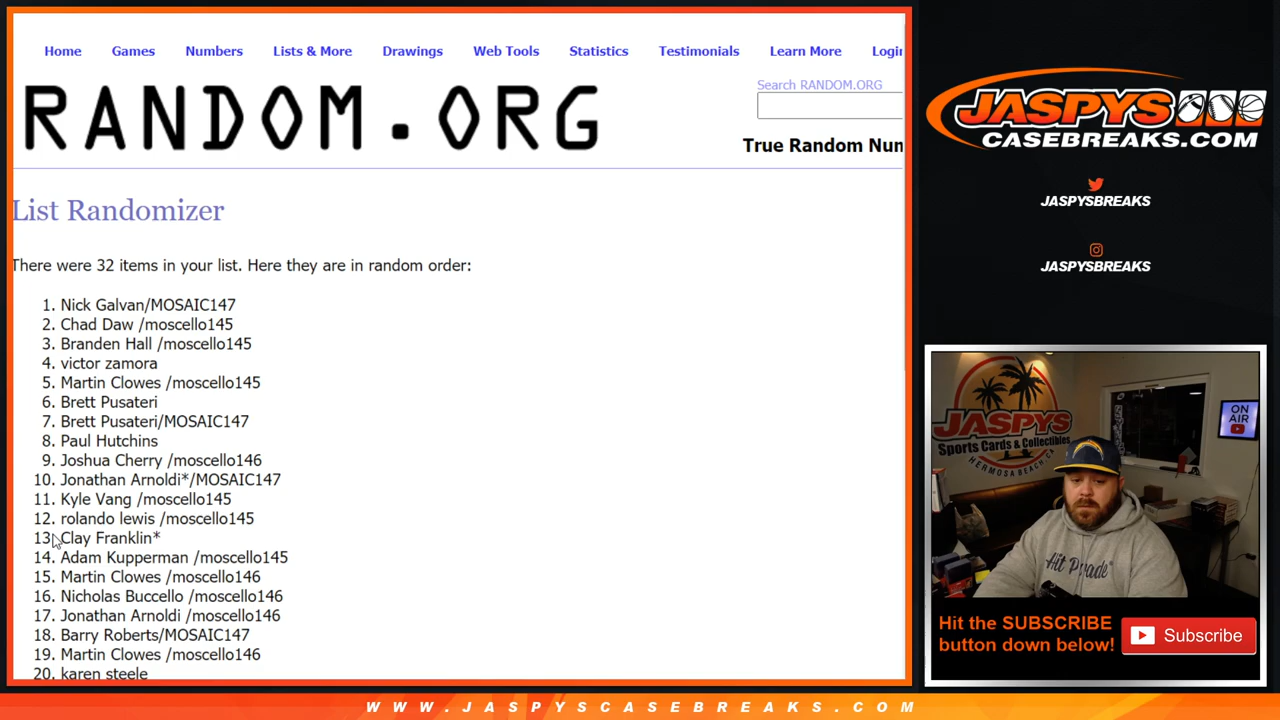 Home Games Numbers Lists & More Drawings Web Tools Statistics Testimonials Learn More Login
RANDOM.ORG
Search RANDOM.ORG
True Random Num
List Randomizer
There were 32 items in your list. Here they are in random order:
1. Nick Galvan/MOSAIC147
2. Chad Daw /moscello145
3. Branden Hall /moscello145
4. victor zamora
5. Martin Clowes /moscello145
6. Brett Pusateri
7. Brett Pusateri/MOSAIC147
8. Paul Hutchins
9. Joshua Cherry /moscello146
10. Jonathan Arnoldi*/MOSAIC147
11. Kyle Vang /moscello145
12. rolando lewis /moscello145
13. Clay Franklin*
14. Adam Kupperman /moscello145
15. Martin Clowes /moscello146
16. Nicholas Buccello /moscello146
17. Jonathan Arnoldi /moscello146
18. Barry Roberts/MOSAIC147
19. Martin Clowes /moscello146
20. karen steele
JASPYS
CASEBREAKS.COM
JASPYSBREAKS
JASPYSBREAKS
JASPYS
Sports Cards & Collectibles
HERMOSA BEACH, CA
ON
AIR
Hit Parade
Hit the SUBSCRIBE
button down below!
Subscribe
WWW.JASPYSCASEBREAKS.COM